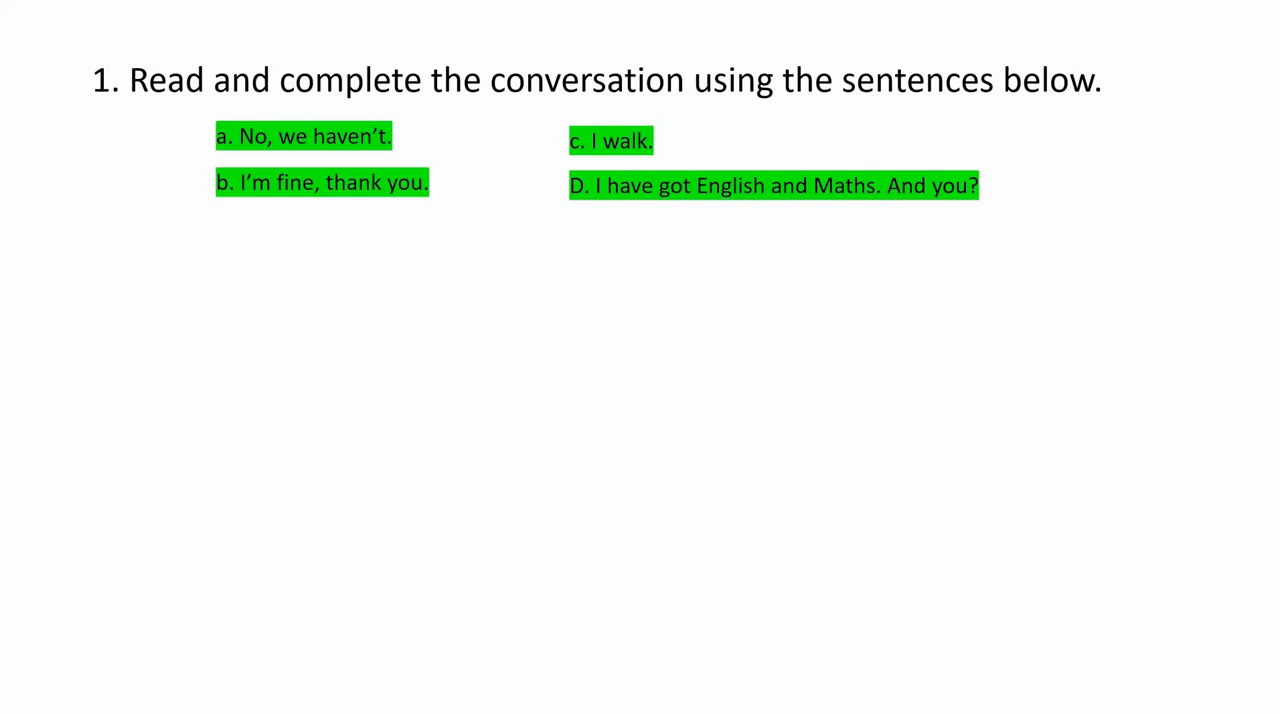 1. Read and complete the conversation using the sentences below.
a. No, we haven’t.
b. I’m fine, thank you.
c. I walk.
D. I have got English and Maths. And you?